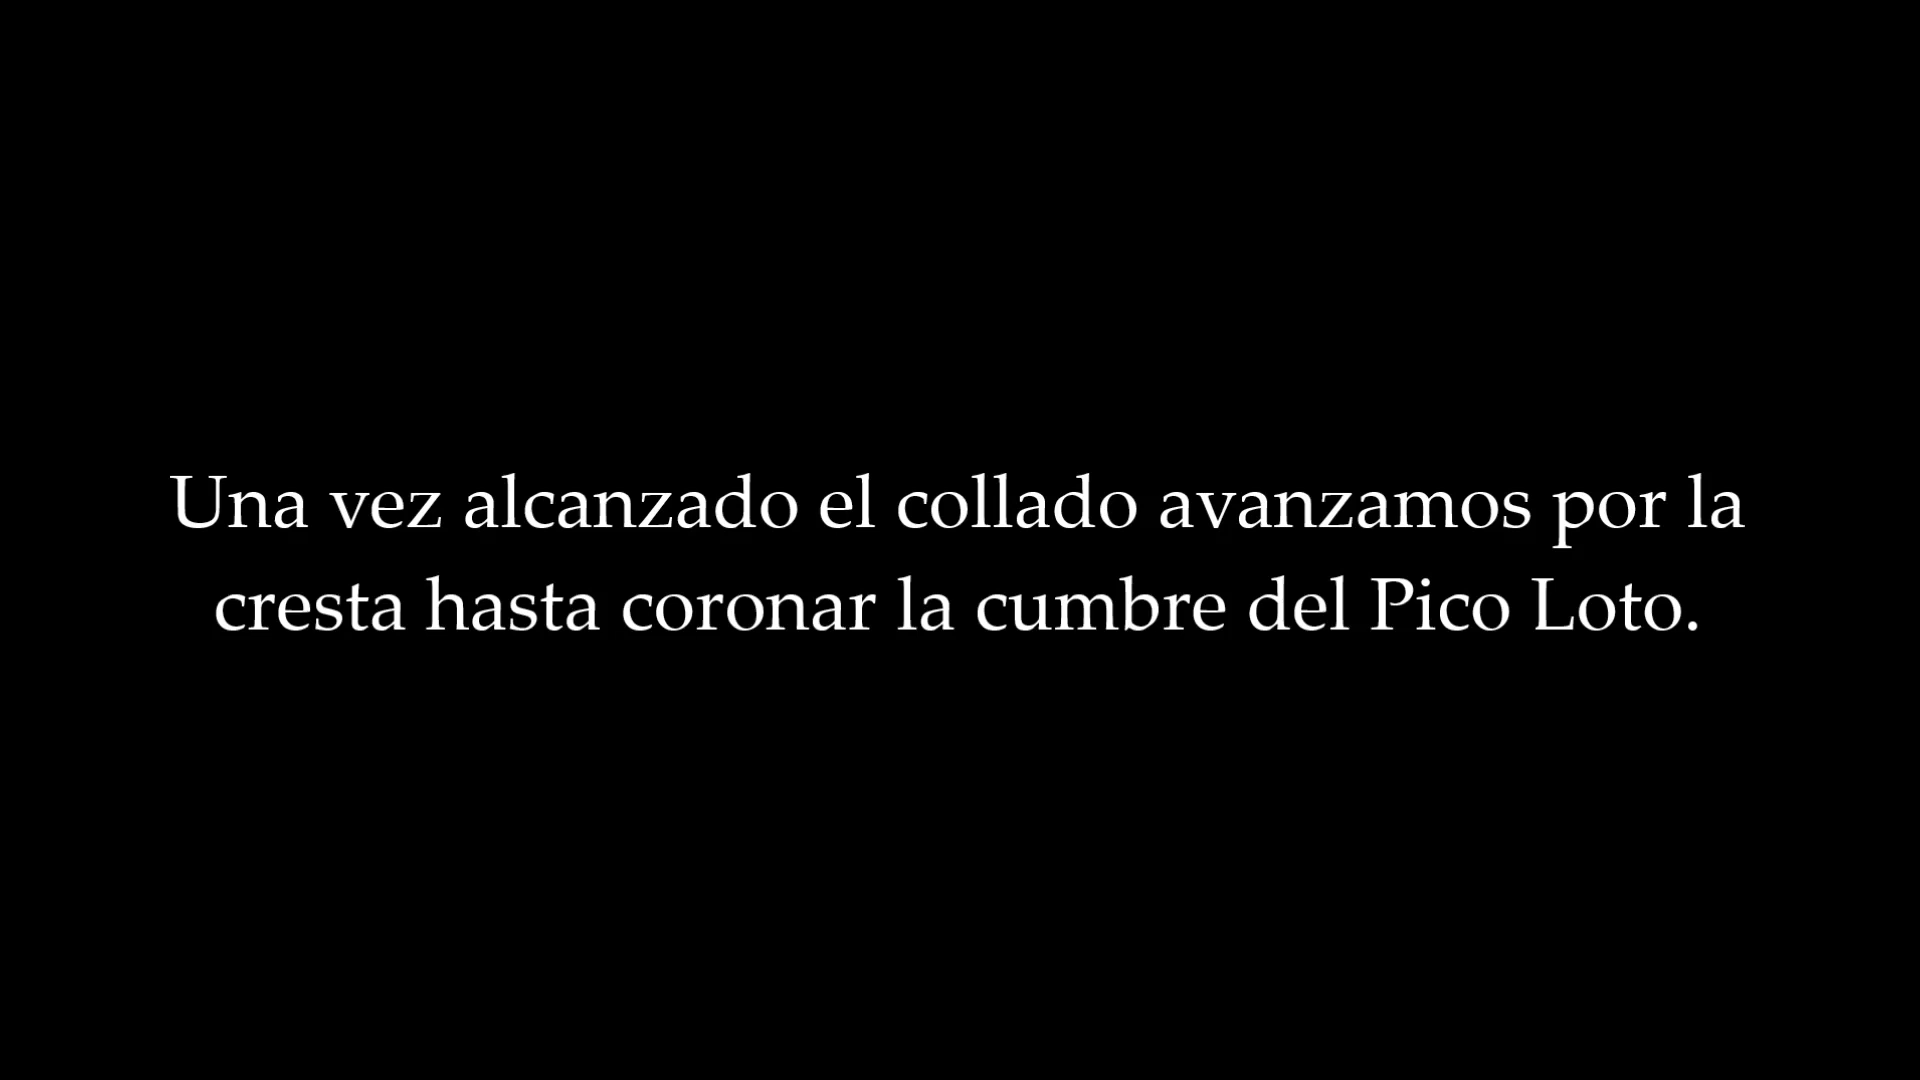 Una vez alcanzado el collado avanzamos por la
cresta hasta coronar la cumbre del Pico Loto.